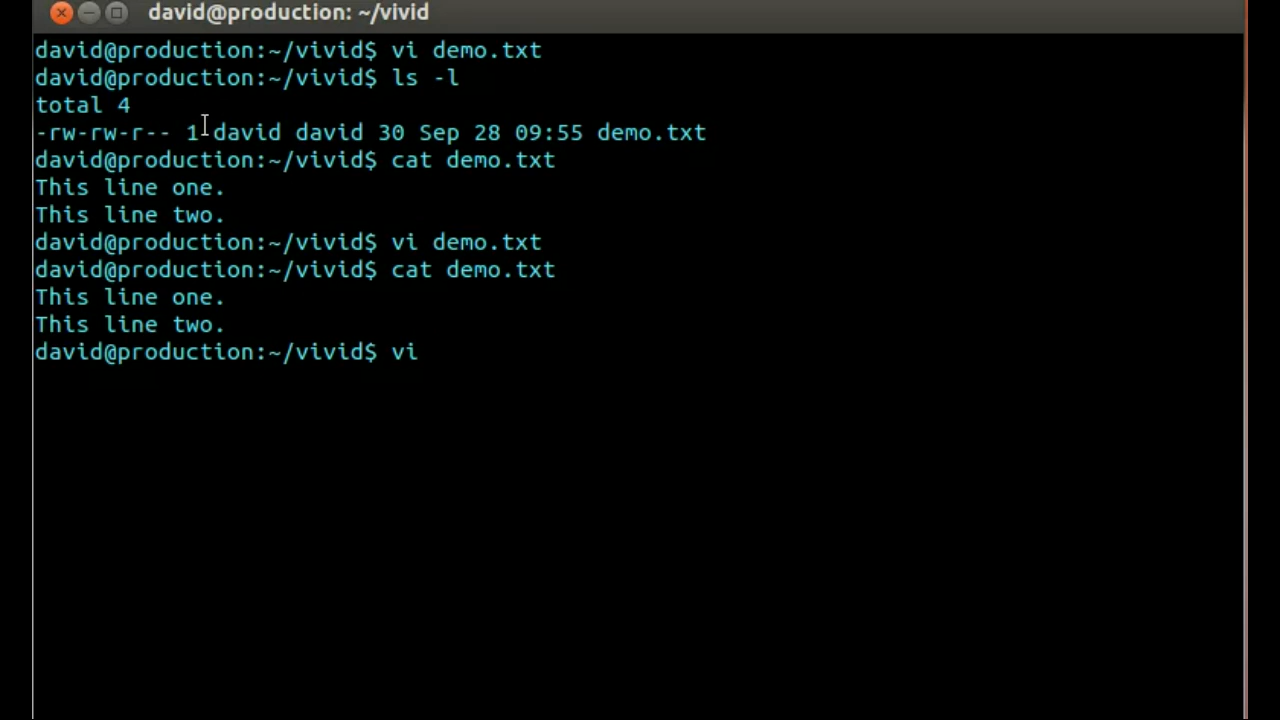 david@production: ~/vivid
david@production:~/vivid$ vi demo.txt
david@production:~/vivid$ ls -l
total 4
-rw-rw-r-- 1 david david 30 Sep 28 09:55 demo.txt
david@production:~/vivid$ cat demo.txt
This line one.
This line two.
david@production:~/vivid$ vi demo.txt
david@production:~/vivid$ cat demo.txt
This line one.
This line two.
david@production:~/vivid$ vi